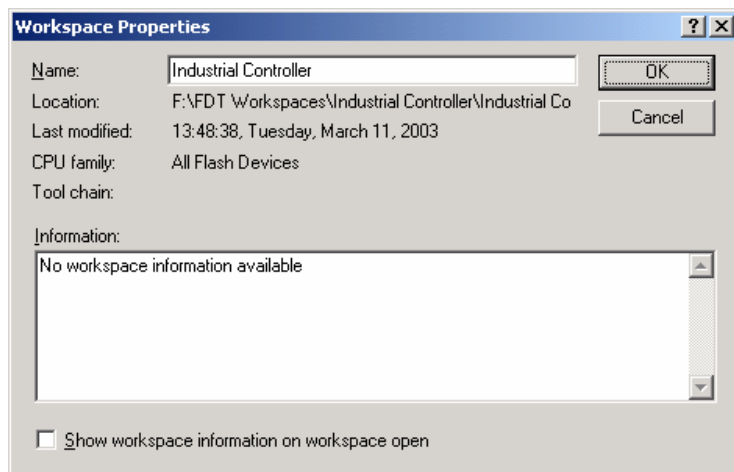 Workspace Properties
Name: Industrial Controller OK
Location: F:\FDT Workspaces\Industrial Controller\Industrial Co
Last modified: 13:48:38, Tuesday, March 11, 2003 Cancel
CPU family: All Flash Devices
Tool chain:
Information:
No workspace information available
Show workspace information on workspace open